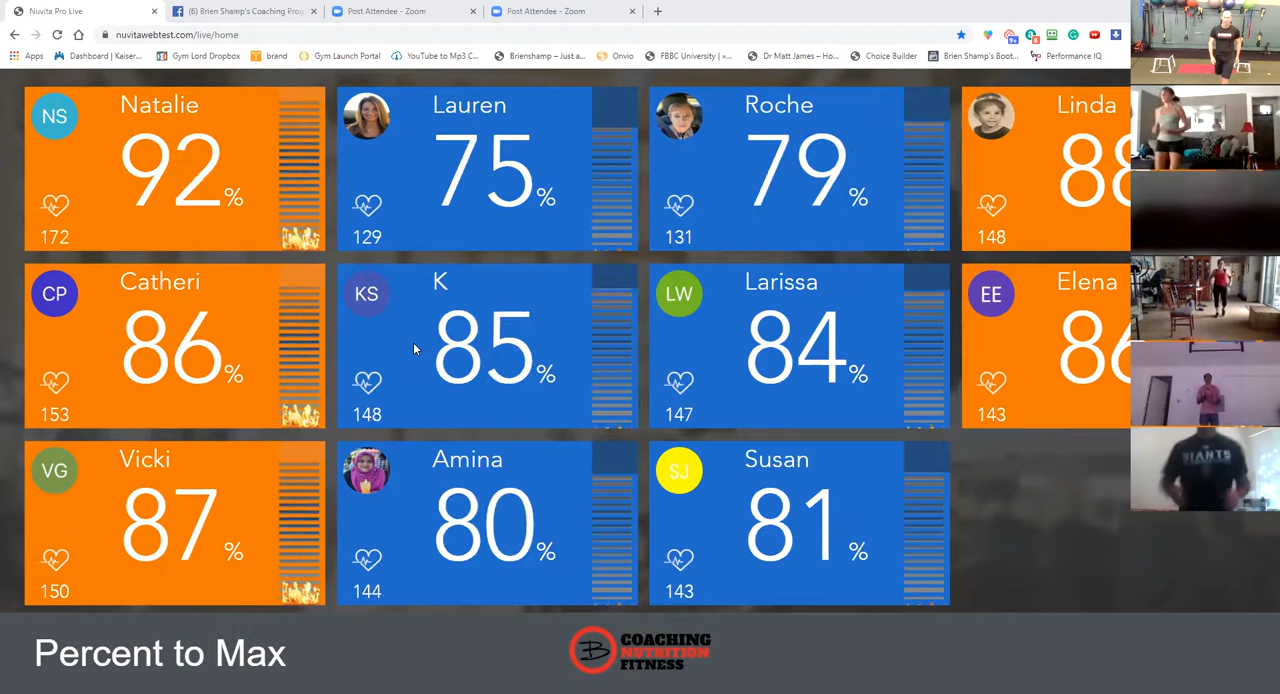 Nuvita Pro Live
(6) Brien Shamp's Coaching Prog
Post Attendee - Zoom
Post Attendee - Zoom
nuvitawebtest.com/live/home
Apps
Dashboard | Kaiser...
Gym Lord Dropbox
brand
Gym Launch Portal
YouTube to Mp3 C...
Brienshamp – Just a...
Onvio
FBBC University | »...
Dr Matt James – Ho...
Choice Builder
Brien Shamp's Boot...
Performance IQ
NS
Natalie
92%
172
Lauren
75%
129
Roche
79%
131
Linda
88
148
CP
Catheri
86%
153
KS
K
85%
148
LW
Larissa
84%
147
EE
Elena
86
143
VG
Vicki
87%
150
Amina
80%
144
SJ
Susan
81%
143
GIANTS
Percent to Max
B
COACHING
NUTRITION
FITNESS